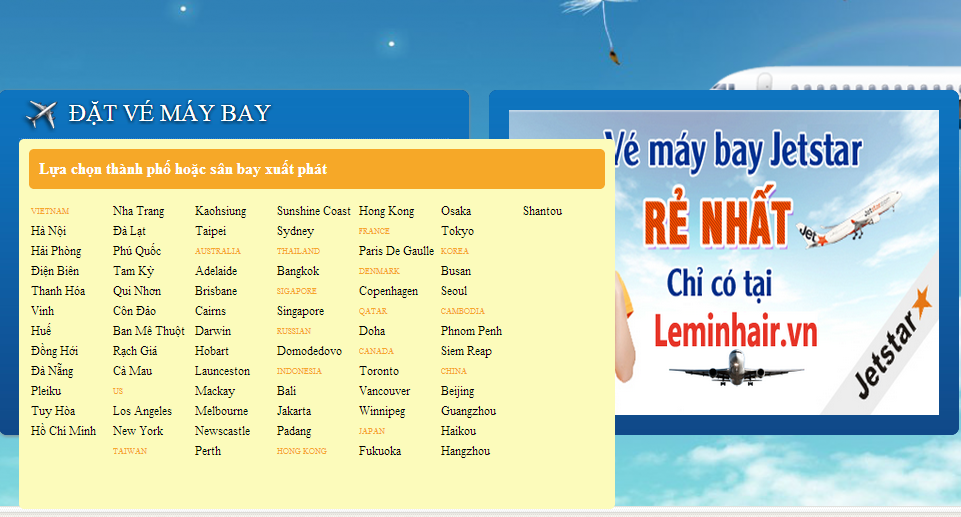 ĐẶT VÉ MÁY BAY
Lựa chọn thành phố hoặc sân bay xuất phát
VIETNAM
Hà Nội
Hải Phòng
Điện Biên
Thanh Hóa
Vinh
Huế
Đồng Hới
Đà Nẵng
Pleiku
Tuy Hòa
Hồ Chi Minh
Nha Trang
Đà Lạt
Phú Quốc
Tam Kỳ
Qui Nhơn
Côn Đảo
Ban Mê Thuột
Rạch Giá
Cà Mau
US
Los Angeles
New York
TAIWAN
Kaohsiung
Taipei
AUSTRALIA
Adelaide
Brisbane
Cairns
Darwin
Hobart
Launceston
Mackay
Melbourne
Newscastle
Perth
Sunshine Coast
Sydney
THAILAND
Bangkok
SIGAPORE
Singapore
RUSSIAN
Domodedovo
INDONESIA
Bali
Jakarta
Padang
HONG KONG
Hong Kong
FRANCE
Paris De Gaulle
DENMARK
Copenhagen
QATAR
Doha
CANADA
Toronto
Vancouver
Winnipeg
JAPAN
Fukuoka
Osaka
Tokyo
KOREA
Busan
Seoul
CAMBODIA
Phnom Penh
Siem Reap
CHINA
Beijing
Guangzhou
Haikou
Hangzhou
Shantou
Vé máy bay Jetstar
RẺ NHẤT
Chỉ có tại
Leminhair.vn
Jet
Jetstar